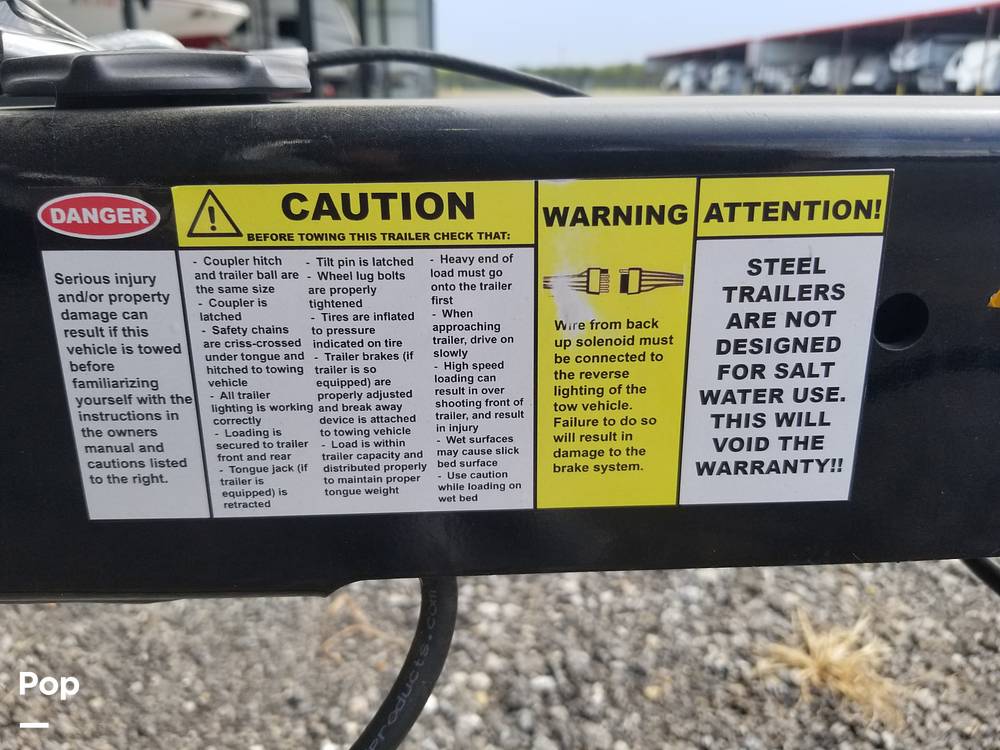 DANGER
Serious injury
and/or property
damage can
result if this
vehicle is towed
before
familiarizing
yourself with the
instructions in
the owners
manual and
cautions listed
to the right.
CAUTION
BEFORE TOWING THIS TRAILER CHECK THAT:
- Coupler hitch
and trailer ball are
the same size
- Coupler is
latched
- Safety chains
are criss-crossed
under tongue and
hitched to towing
vehicle
- All trailer
lighting is working
correctly
- Loading is
secured to trailer
front and rear
- Tongue jack (if
trailer is
equipped) is
retracted
- Tilt pin is latched
- Wheel lug bolts
are properly
tightened
- Tires are inflated
to pressure
indicated on tire
- Trailer brakes (if
trailer is so
equipped) are
properly adjusted
and break away
device is attached
to towing vehicle
- Load is within
trailer capacity and
distributed properly
to maintain proper
tongue weight
- Heavy end of
load must go
onto the trailer
first
- When
approaching
trailer, drive on
slowly
- High speed
loading can
result in over
shooting front of
trailer, and result
in injury
- Wet surfaces
may cause slick
bed surface
- Use caution
while loading on
wet bed
WARNING
Wire from back
up solenoid must
be connected to
the reverse
lighting of the
tow vehicle.
Failure to do so
will result in
damage to the
brake system.
ATTENTION!
STEEL
TRAILERS
ARE NOT
DESIGNED
FOR SALT
WATER USE.
THIS WILL
VOID THE
WARRANTY!!
products.com
Pop